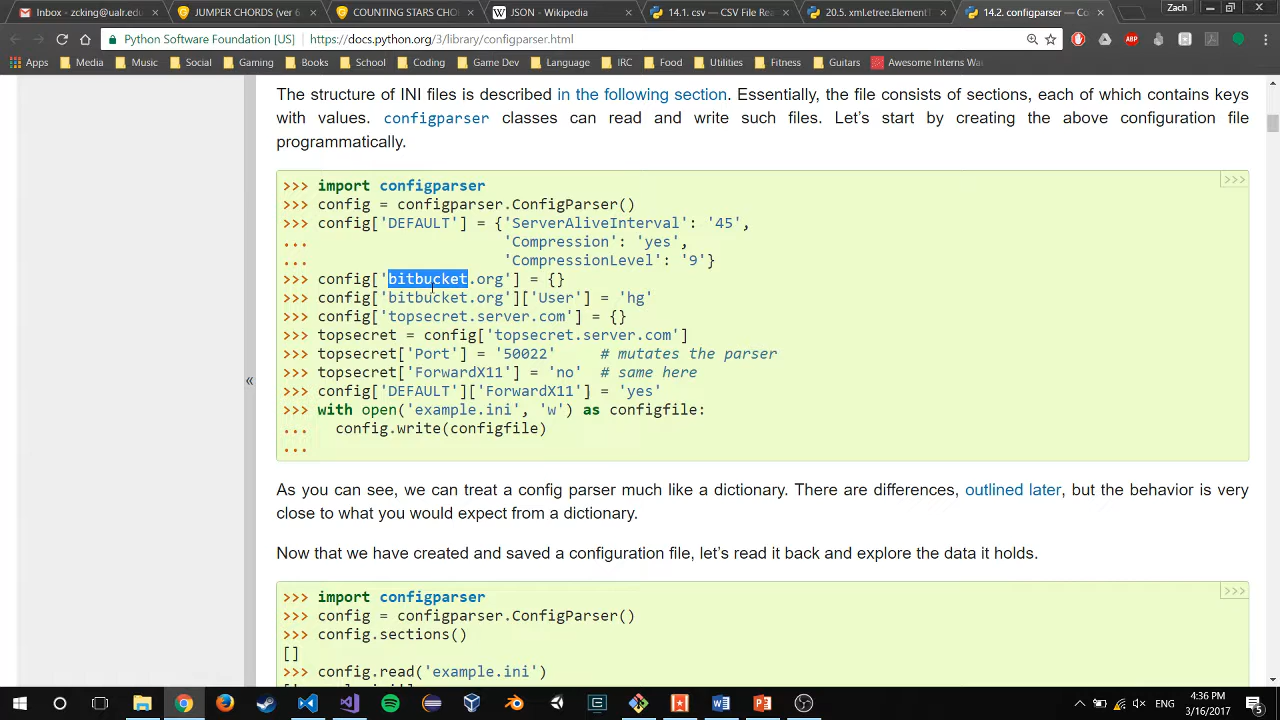 Inbox - zcking@ualr.edu
JUMPER CHORDS (ver 6
COUNTING STARS CHO
JSON - Wikipedia
14.1. csv — CSV File Rea
20.5. xml.etree.Element
14.2. configparser — Co
Zach
Python Software Foundation [US]
https://docs.python.org/3/library/configparser.html
Apps Media Music Social Gaming Books School Coding Game Dev Language IRC Food Utilities Fitness Guitars Awesome Interns Wa
The structure of INI files is described in the following section. Essentially, the file consists of sections, each of which contains keys
with values. configparser classes can read and write such files. Let’s start by creating the above configuration file
programmatically.
>>>
>>> import configparser
>>> config = configparser.ConfigParser()
>>> config['DEFAULT'] = {'ServerAliveInterval': '45',
... 'Compression': 'yes',
... 'CompressionLevel': '9'}
>>> config['bitbucket.org'] = {}
>>> config['bitbucket.org']['User'] = 'hg'
>>> config['topsecret.server.com'] = {}
>>> topsecret = config['topsecret.server.com']
>>> topsecret['Port'] = '50022' # mutates the parser
>>> topsecret['ForwardX11'] = 'no' # same here
>>> config['DEFAULT']['ForwardX11'] = 'yes'
>>> with open('example.ini', 'w') as configfile:
... config.write(configfile)
...
«
As you can see, we can treat a config parser much like a dictionary. There are differences, outlined later, but the behavior is very
close to what you would expect from a dictionary.
Now that we have created and saved a configuration file, let’s read it back and explore the data it holds.
>>>
>>> import configparser
>>> config = configparser.ConfigParser()
>>> config.sections()
[]
>>> config.read('example.ini')
ENG
4:36 PM
3/16/2017